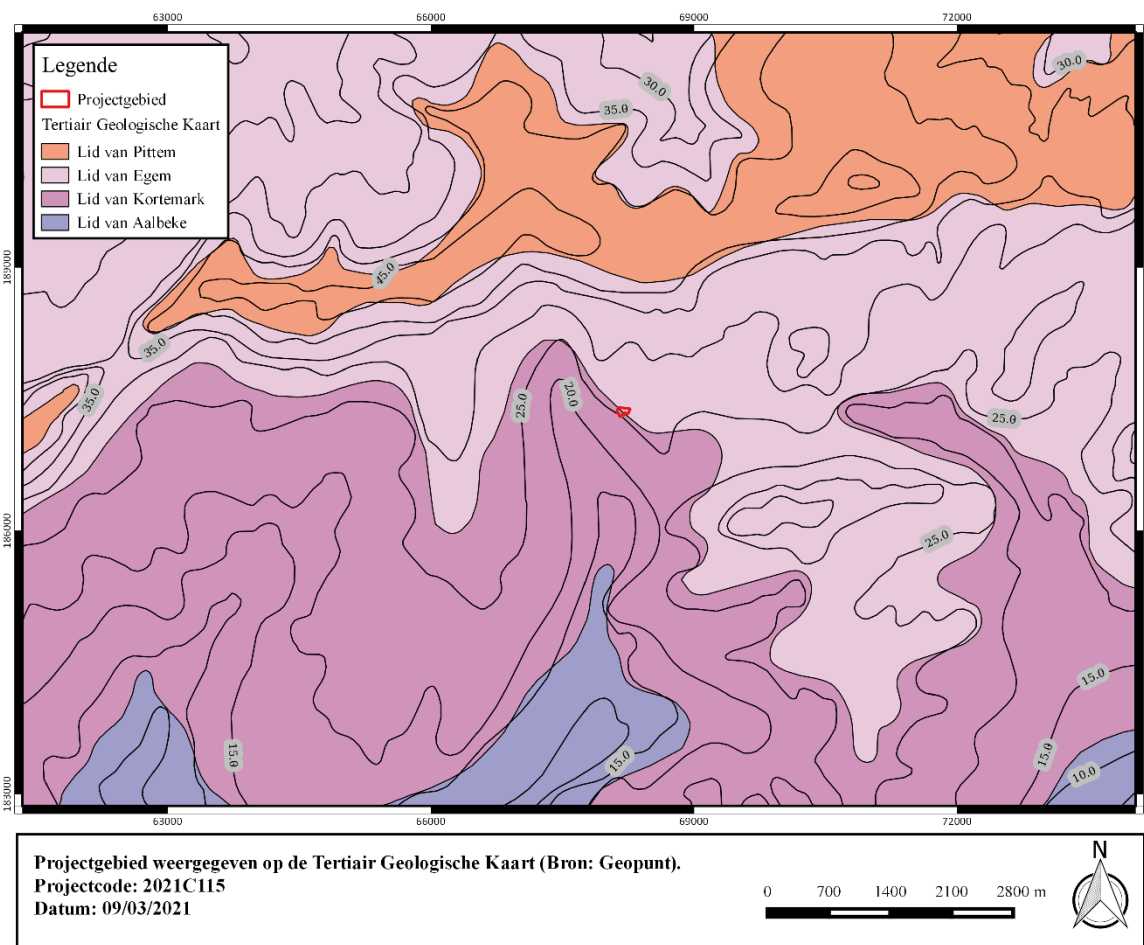 63000
66000
69000
72000
Legende
Projectgebied
Tertiair Geologische Kaart
Lid van Pittem
Lid van Egem
Lid van Kortemark
Lid van Aalbeke
30.0
30.0
35.0
189000
45.0
35.0
35.0
25.0
20.0
25.0
186000
25.0
15.0
15.0
15.0
15.0
10.0
183000
63000
66000
69000
72000
Projectgebied weergegeven op de Tertiair Geologische Kaart (Bron: Geopunt).
Projectcode: 2021C115
Datum: 09/03/2021
0 700 1400 2100 2800 m
N